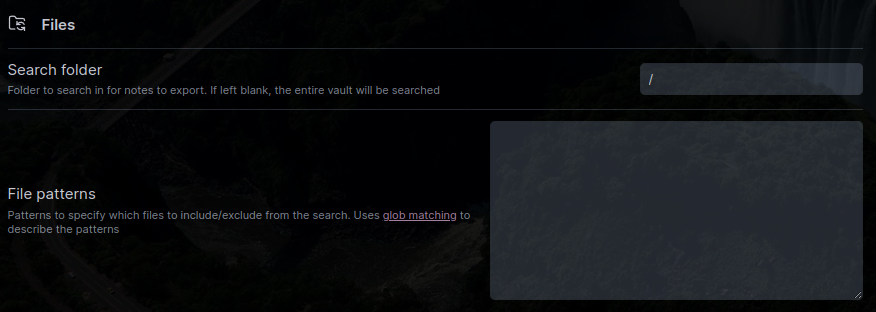 Files
Search folder
Folder to search in for notes to export. If left blank, the entire vault will be searched
/
File patterns
Patterns to specify which files to include/exclude from the search. Uses glob matching to
describe the patterns